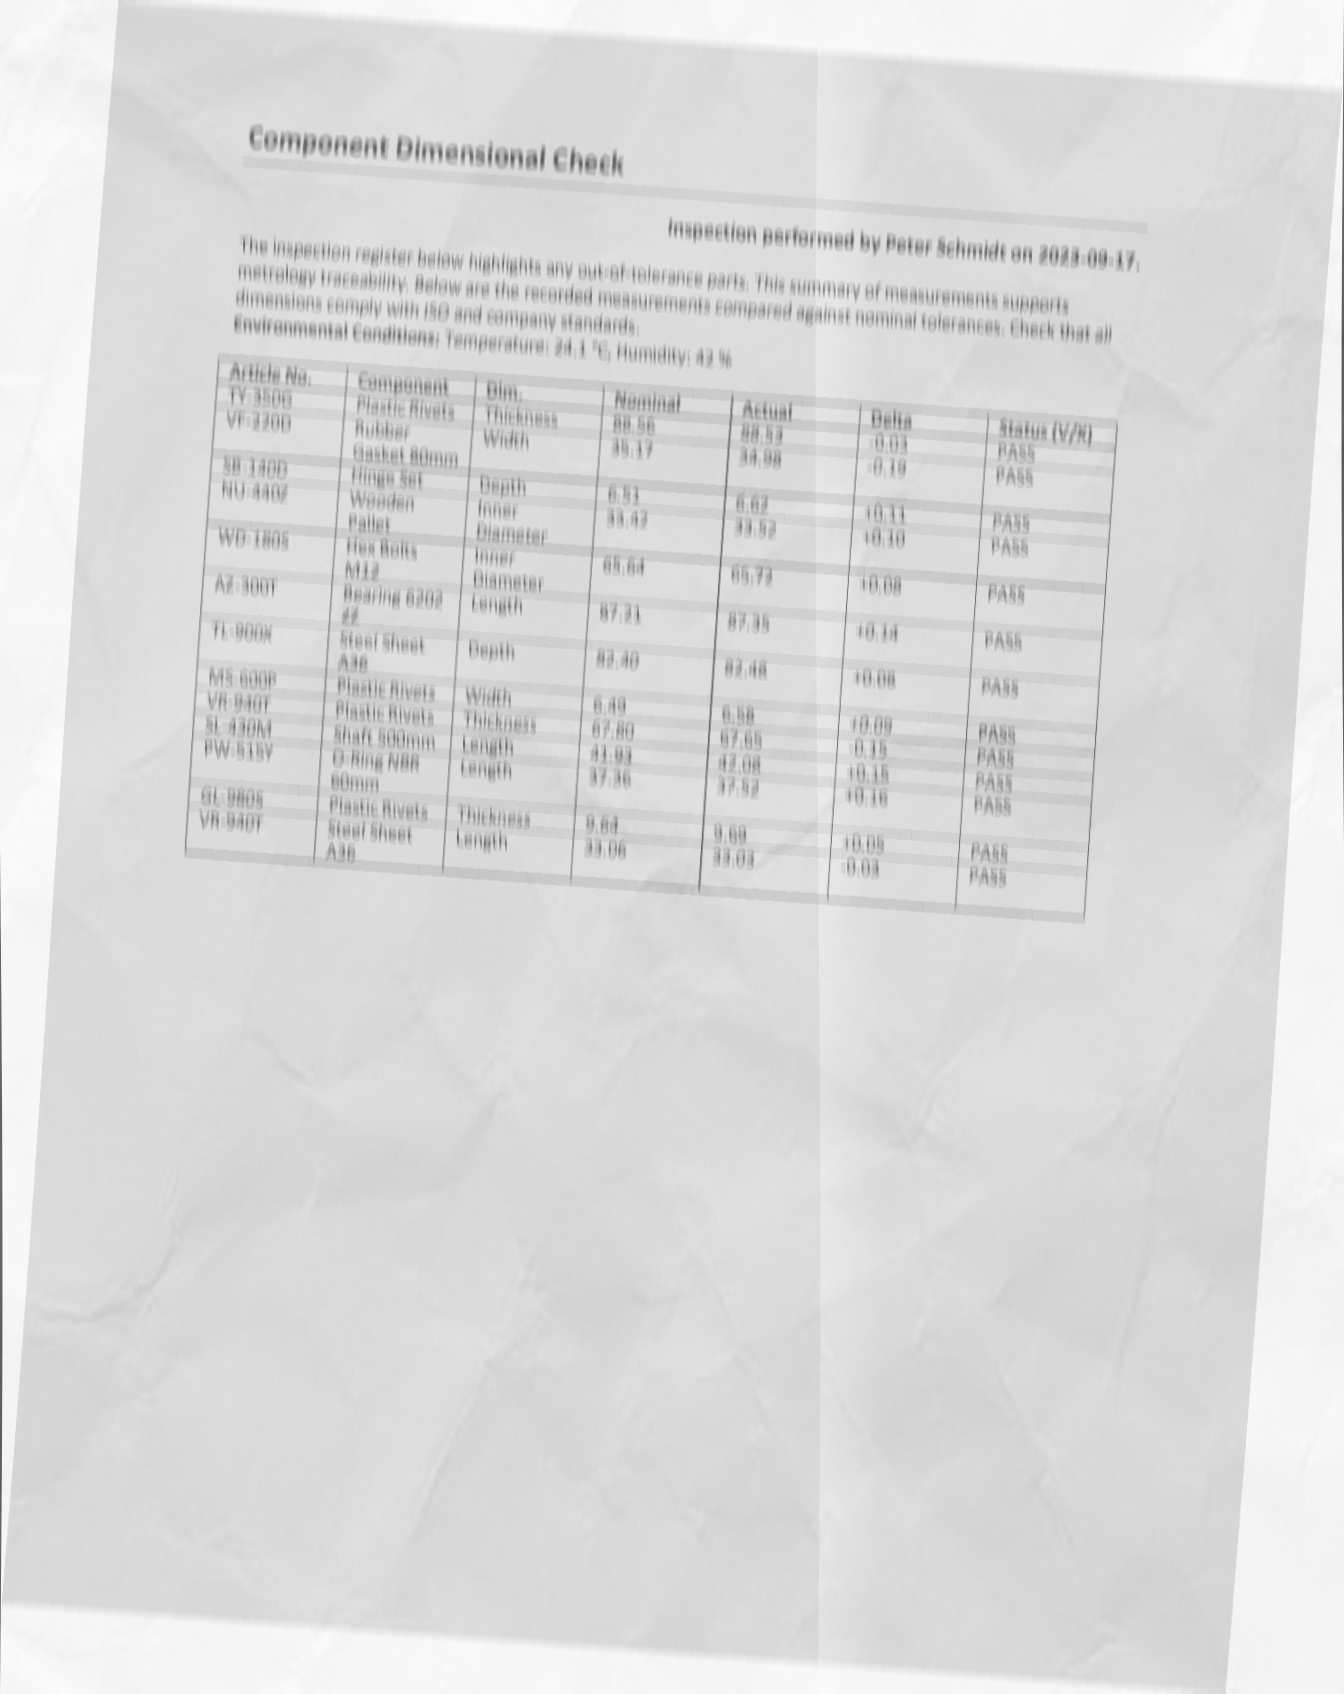 Component Dimensional Check
Inspection performed by Peter Schmidt on 2023-09-17.
The inspection register below highlights any out-of-tolerance parts. This summary of measurements supports
metrology traceability. Below are the recorded measurements compared against nominal tolerances. Check that all
dimensions comply with ISO and company standards.
Environmental Conditions: Temperature: 24.1 °C, Humidity: 42 %
Article No. Component Dim. Nominal Actual Delta Status (V/X)
TY-350G Plastic Rivets Thickness 88.56 88.53 -0.03 PASS
VF-220D Rubber Width 35.17 34.98 -0.19 PASS
Gasket 80mm
SB-140D Hinge Set Depth 6.51 6.62 +0.11 PASS
NU-440Z Wooden Inner 33.42 33.52 +0.10 PASS
Pallet Diameter
WD-180S Hex Bolts Inner 65.64 65.72 +0.08 PASS
M12 Diameter
AZ-300T Bearing 6202 Length 87.21 87.35 +0.14 PASS
ZZ
TL-900X Steel Sheet Depth 82.40 82.48 +0.08 PASS
A36
MS-600P Plastic Rivets Width 6.49 6.58 +0.09 PASS
VR-940T Plastic Rivets Thickness 67.80 67.65 -0.15 PASS
SL-430M Shaft 500mm Length 41.93 42.08 +0.15 PASS
PW-515Y O-Ring NBR Length 37.36 37.52 +0.16 PASS
60mm
GL-980S Plastic Rivets Thickness 9.64 9.69 +0.05 PASS
VR-940T Steel Sheet Length 33.06 33.03 -0.03 PASS
A36